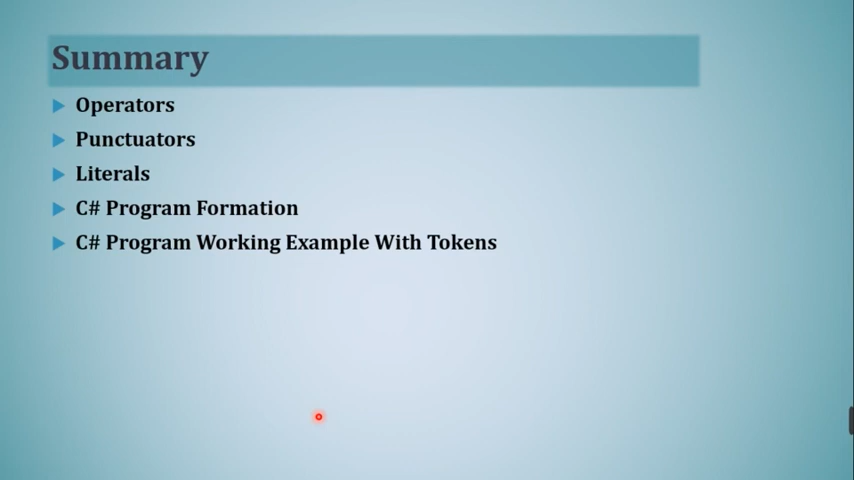 Summary
Operators
Punctuators
Literals
C# Program Formation
C# Program Working Example With Tokens